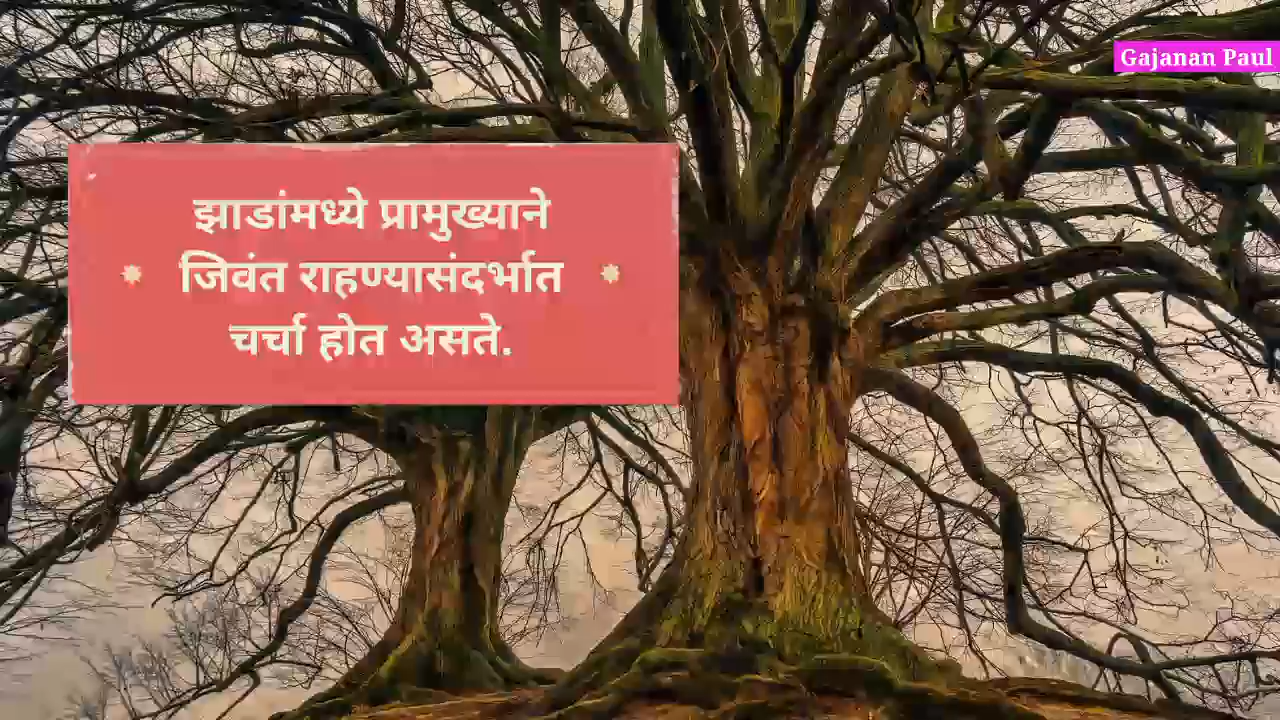 Gajanan Paul
झाडांमध्ये प्रामुख्याने
जिवंत राहण्यासंदर्भात
चर्चा होत असते.